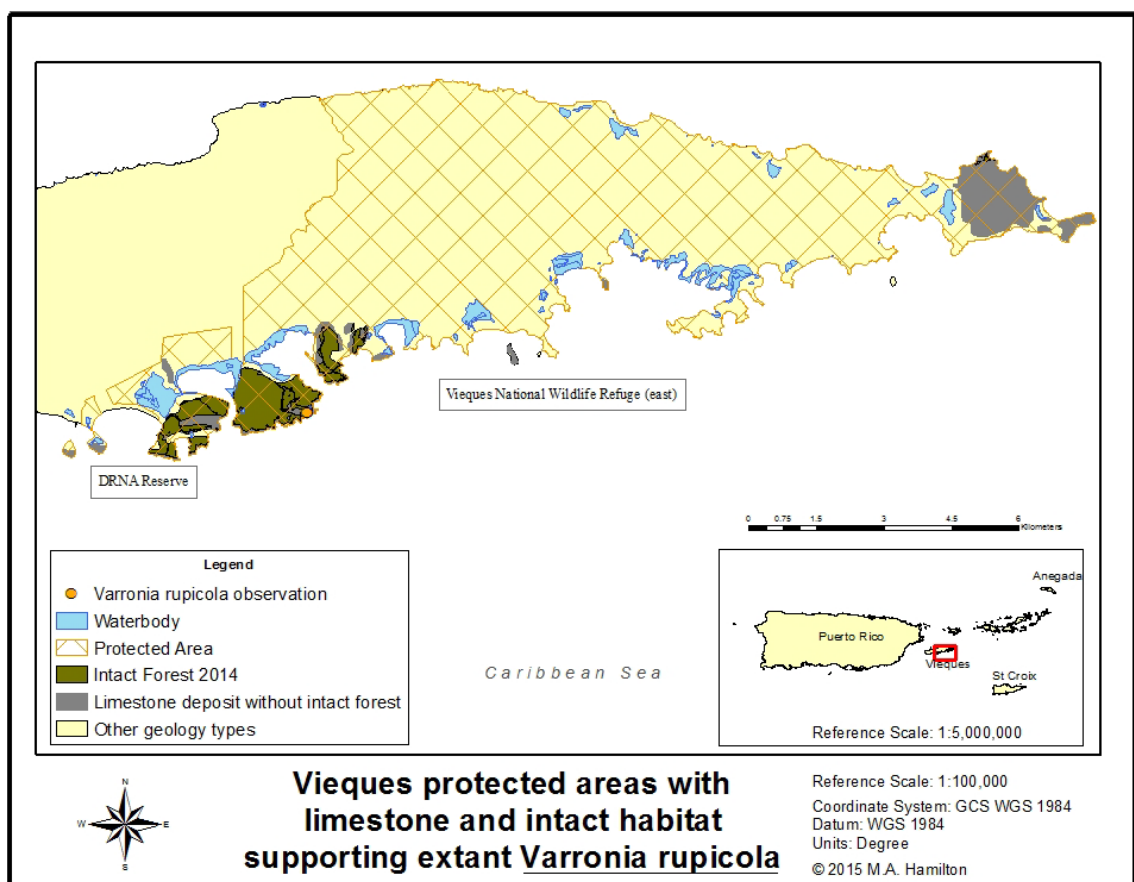 Vieques National Wildlife Refuge (east)
DRNA Reserve
0 0.75 1.5 3 4.5 6
Kilometers
Legend
Varronia rupicola observation
Waterbody
Protected Area
Intact Forest 2014
Limestone deposit without intact forest
Other geology types
Caribbean Sea
Anegada
Puerto Rico
Vieques
St Croix
Reference Scale: 1:5,000,000
N
W E
S
Vieques protected areas with
limestone and intact habitat
supporting extant Varronia rupicola
Reference Scale: 1:100,000
Coordinate System: GCS WGS 1984
Datum: WGS 1984
Units: Degree
© 2015 M.A. Hamilton